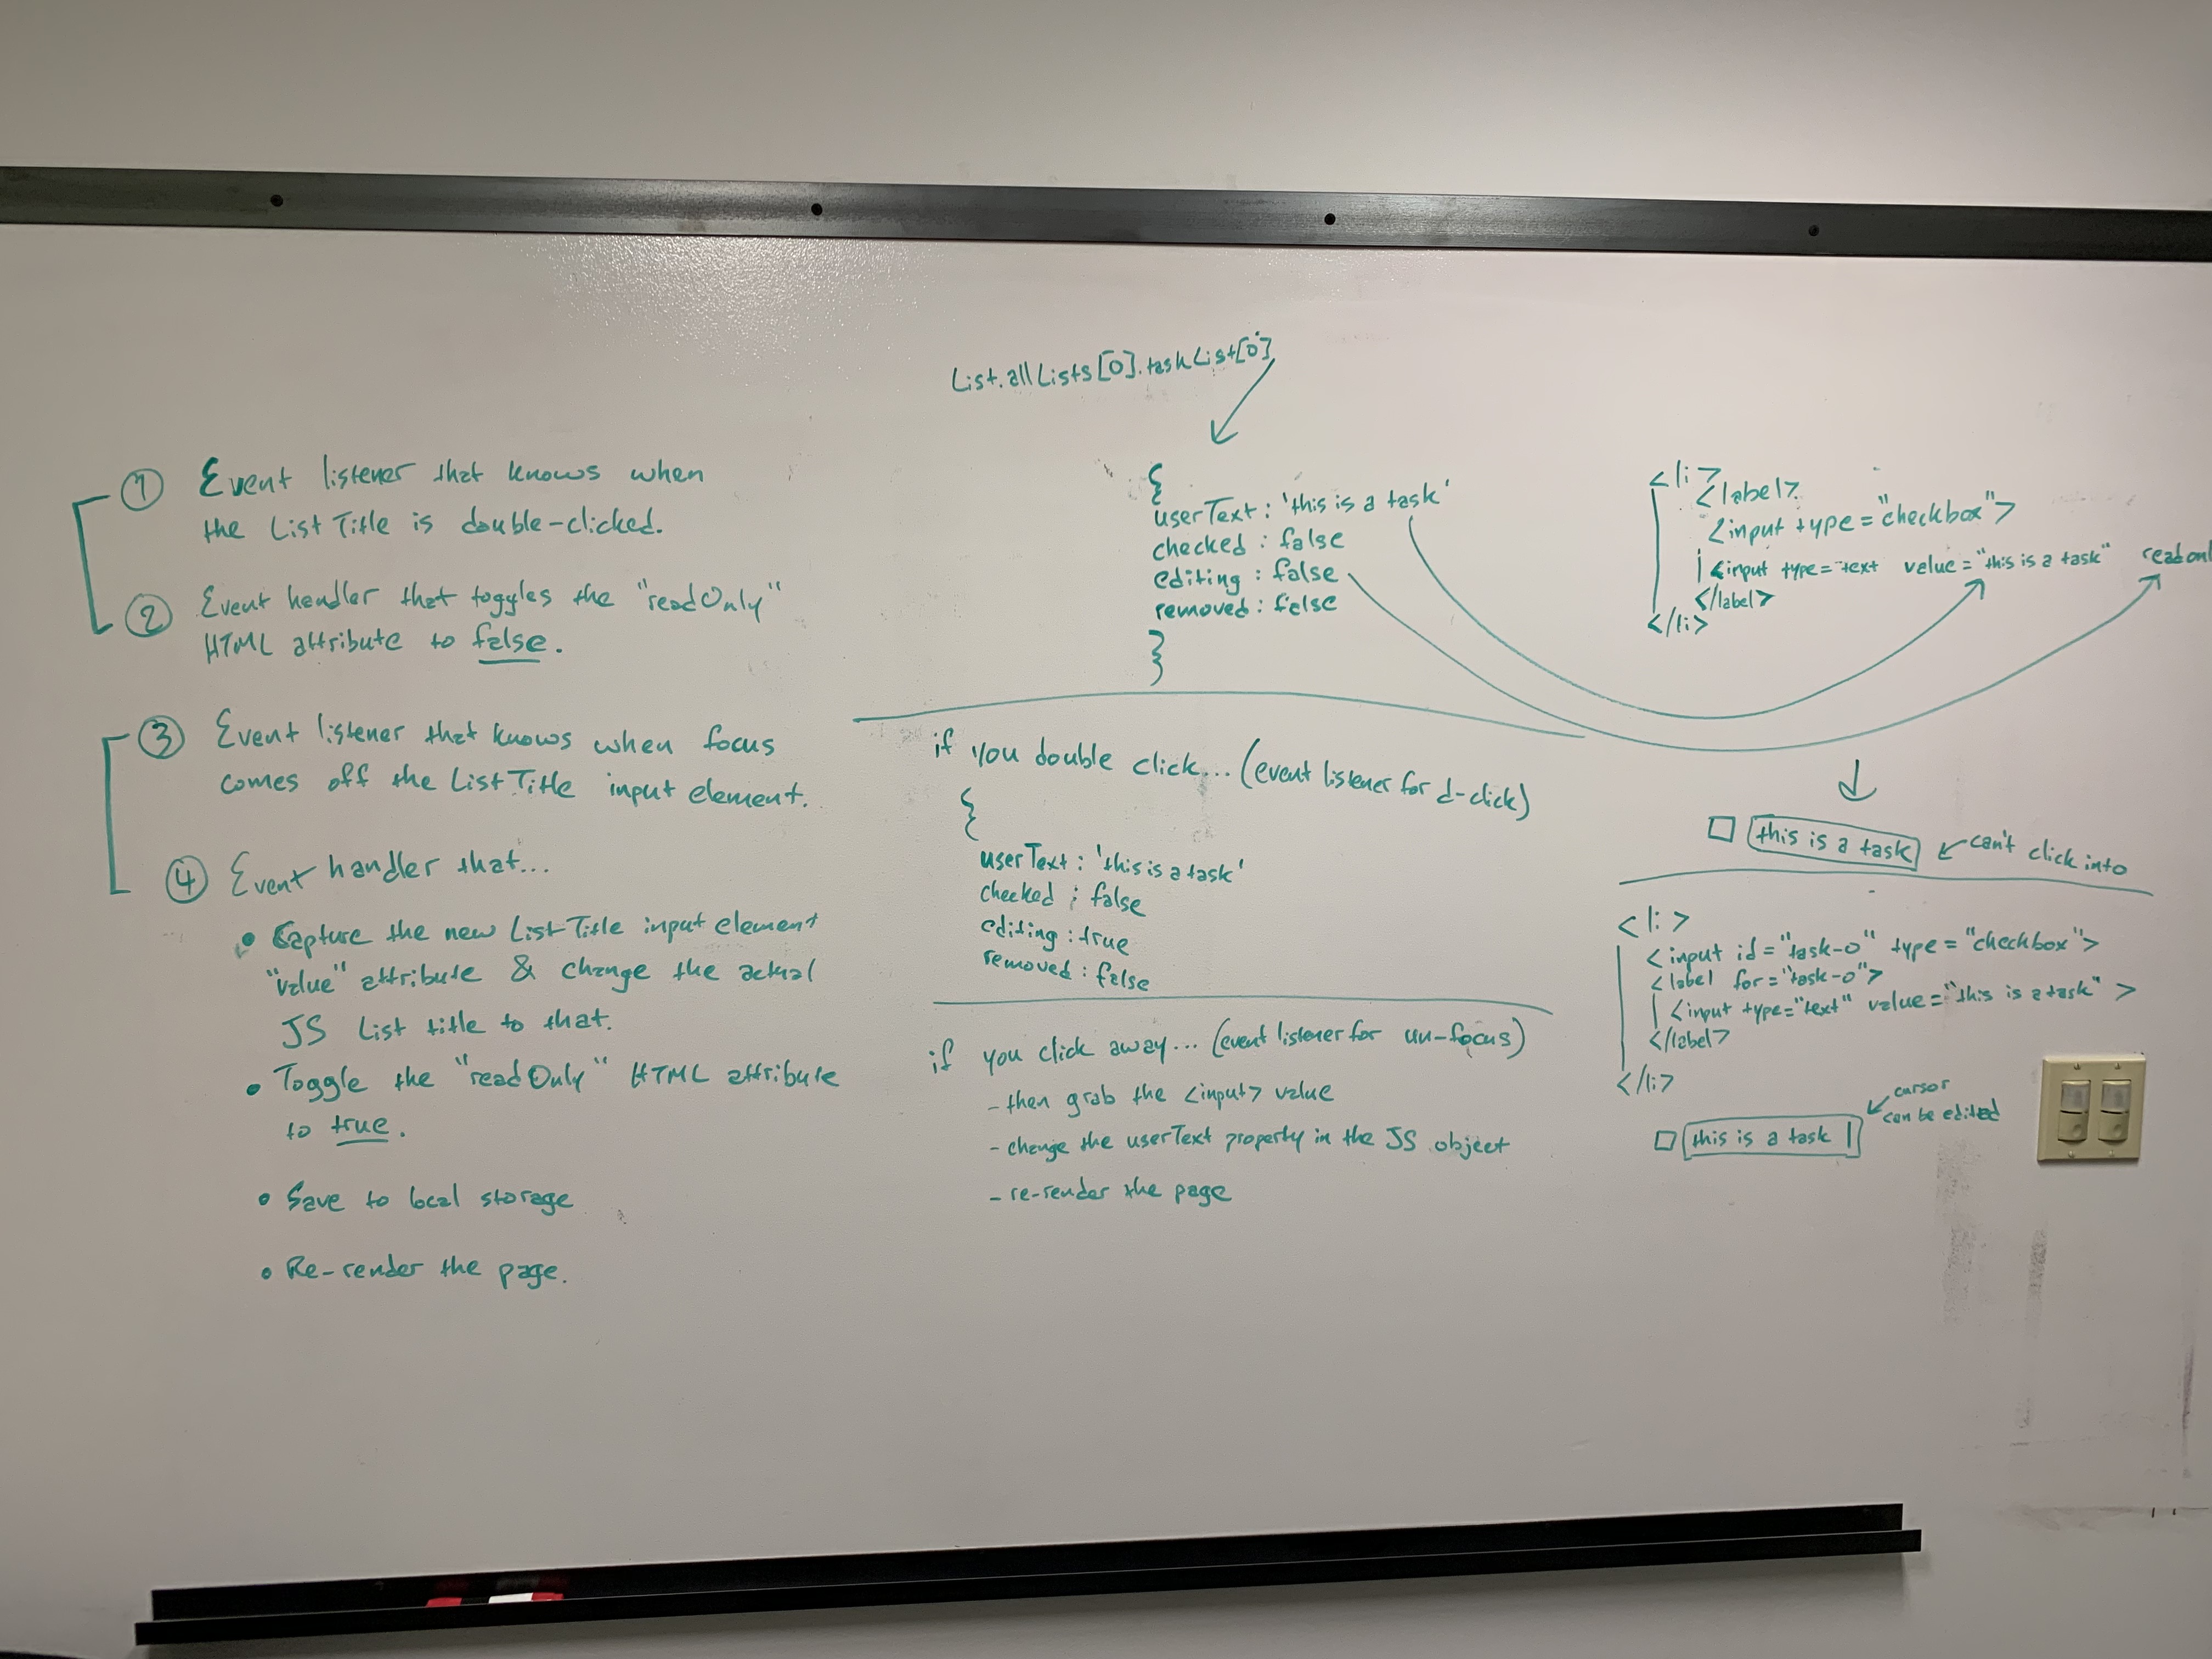 ① Event listener that knows when
the List Title is double-clicked.
② Event handler that toggles the "readOnly"
HTML attribute to false.
③ Event listener that knows when focus
comes off the List Title input element.
④ Event handler that...
• Capture the new List Title input element
"value" attribute & change the actual
JS List title to that.
• Toggle the "readOnly" HTML attribute
to true.
• Save to local storage
• Re-render the page.
List.allLists[0].taskList[0]
{
userText: 'this is a task'
checked: false
editing: false
removed: false
}
if you double click... (event listener for d-click)
{
userText: 'this is a task'
checked: false
editing: true
removed: false
if you click away... (event listener for un-focus)
- then grab the <input> value
- change the userText property in the JS object
- re-render the page
<li>
<label>
<input type="checkbox">
<input type="text value="this is a task" readonl
</label>
</li>
this is a task can't click into
<li>
<input id="task-0" type="checkbox">
<label for="task-0">
<input type="text" value="this is a task">
</label>
</li>
cursor
can be edited
this is a task |